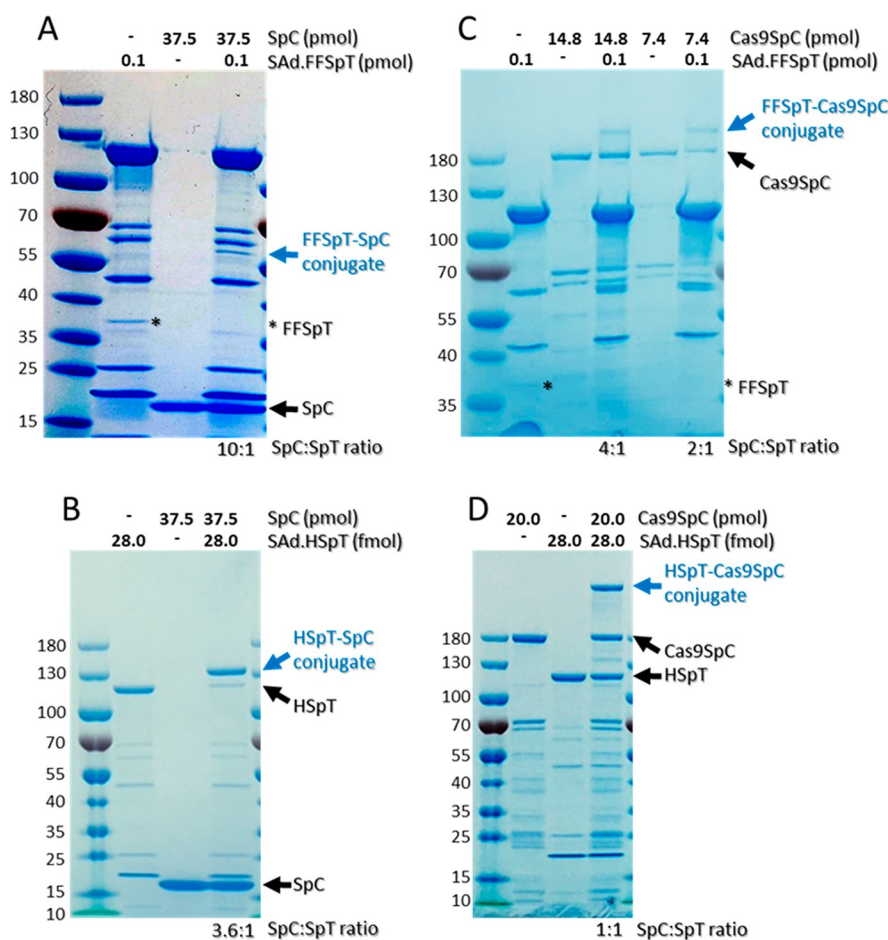 A
- 37.5 37.5 SpC (pmol)
0.1 - 0.1 SAd.FFSpT (pmol)
180
130
100
70
55
40
35
25
15
FFSpT-SpC
conjugate
*
* FFSpT
SpC
10:1 SpC:SpT ratio
C
- 14.8 14.8 7.4 7.4 Cas9SpC (pmol)
0.1 - 0.1 - 0.1 SAd.FFSpT (pmol)
180
130
100
70
55
40
35
FFSpT-Cas9SpC
conjugate
Cas9SpC
*
* FFSpT
4:1 2:1 SpC:SpT ratio
B
- 37.5 37.5 SpC (pmol)
28.0 - 28.0 SAd.HSpT (fmol)
180
130
100
70
55
40
35
25
15
10
HSpT-SpC
conjugate
HSpT
SpC
3.6:1 SpC:SpT ratio
D
20.0 - 20.0 Cas9SpC (pmol)
- 28.0 28.0 SAd.HSpT (fmol)
180
130
100
70
55
40
35
25
15
10
HSpT-Cas9SpC
conjugate
Cas9SpC
HSpT
1:1 SpC:SpT ratio